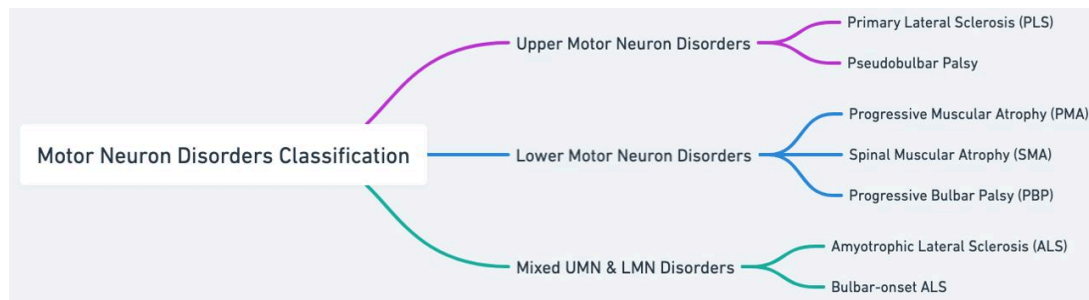 Motor Neuron Disorders Classification
Upper Motor Neuron Disorders
Primary Lateral Sclerosis (PLS)
Pseudobulbar Palsy
Lower Motor Neuron Disorders
Progressive Muscular Atrophy (PMA)
Spinal Muscular Atrophy (SMA)
Progressive Bulbar Palsy (PBP)
Mixed UMN & LMN Disorders
Amyotrophic Lateral Sclerosis (ALS)
Bulbar-onset ALS